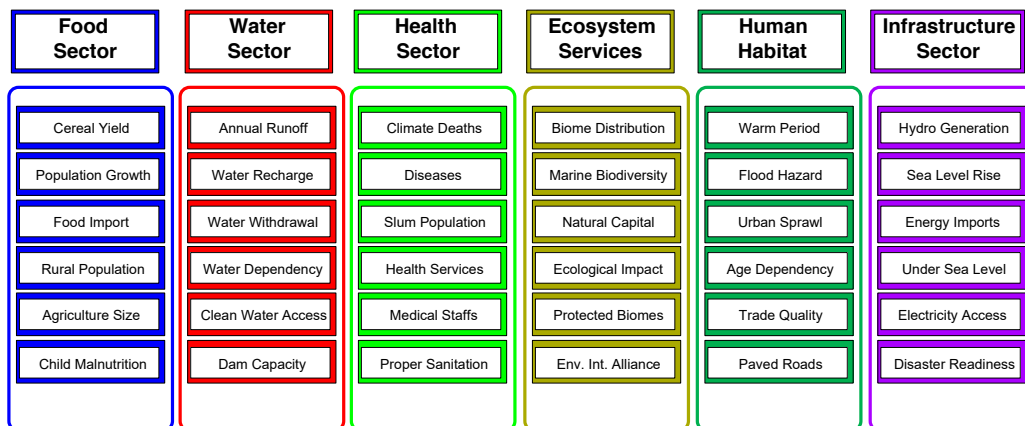 Food
Sector
Water
Sector
Health
Sector
Ecosystem
Services
Human
Habitat
Infrastructure
Sector
Cereal Yield
Population Growth
Food Import
Rural Population
Agriculture Size
Child Malnutrition
Annual Runoff
Water Recharge
Water Withdrawal
Water Dependency
Clean Water Access
Dam Capacity
Climate Deaths
Diseases
Slum Population
Health Services
Medical Staffs
Proper Sanitation
Biome Distribution
Marine Biodiversity
Natural Capital
Ecological Impact
Protected Biomes
Env. Int. Alliance
Warm Period
Flood Hazard
Urban Sprawl
Age Dependency
Trade Quality
Paved Roads
Hydro Generation
Sea Level Rise
Energy Imports
Under Sea Level
Electricity Access
Disaster Readiness